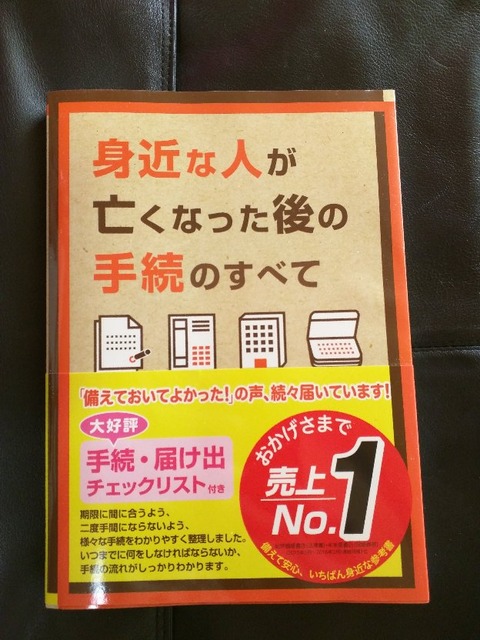 身近な人が
亡くなった後の
手続のすべて
「備えておいてよかった!」の声、続々届いています!
大好評
手続・届け出
チェックリスト付き
期限に間に合うよう、
二度手間にならないよう、
様々な手続をわかりやすく整理しました。
いつまでに何をしなければならないか、
手続の流れがしっかりわかります。
おかげさまで
売上
No.1
備えて安心、いちばん身近な参考書